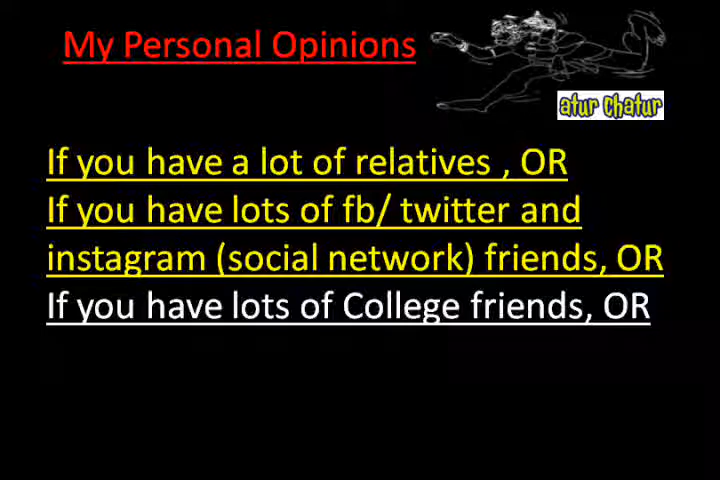 My Personal Opinions
atur chatur
If you have a lot of relatives , OR
If you have lots of fb/ twitter and
instagram (social network) friends, OR
If you have lots of College friends, OR